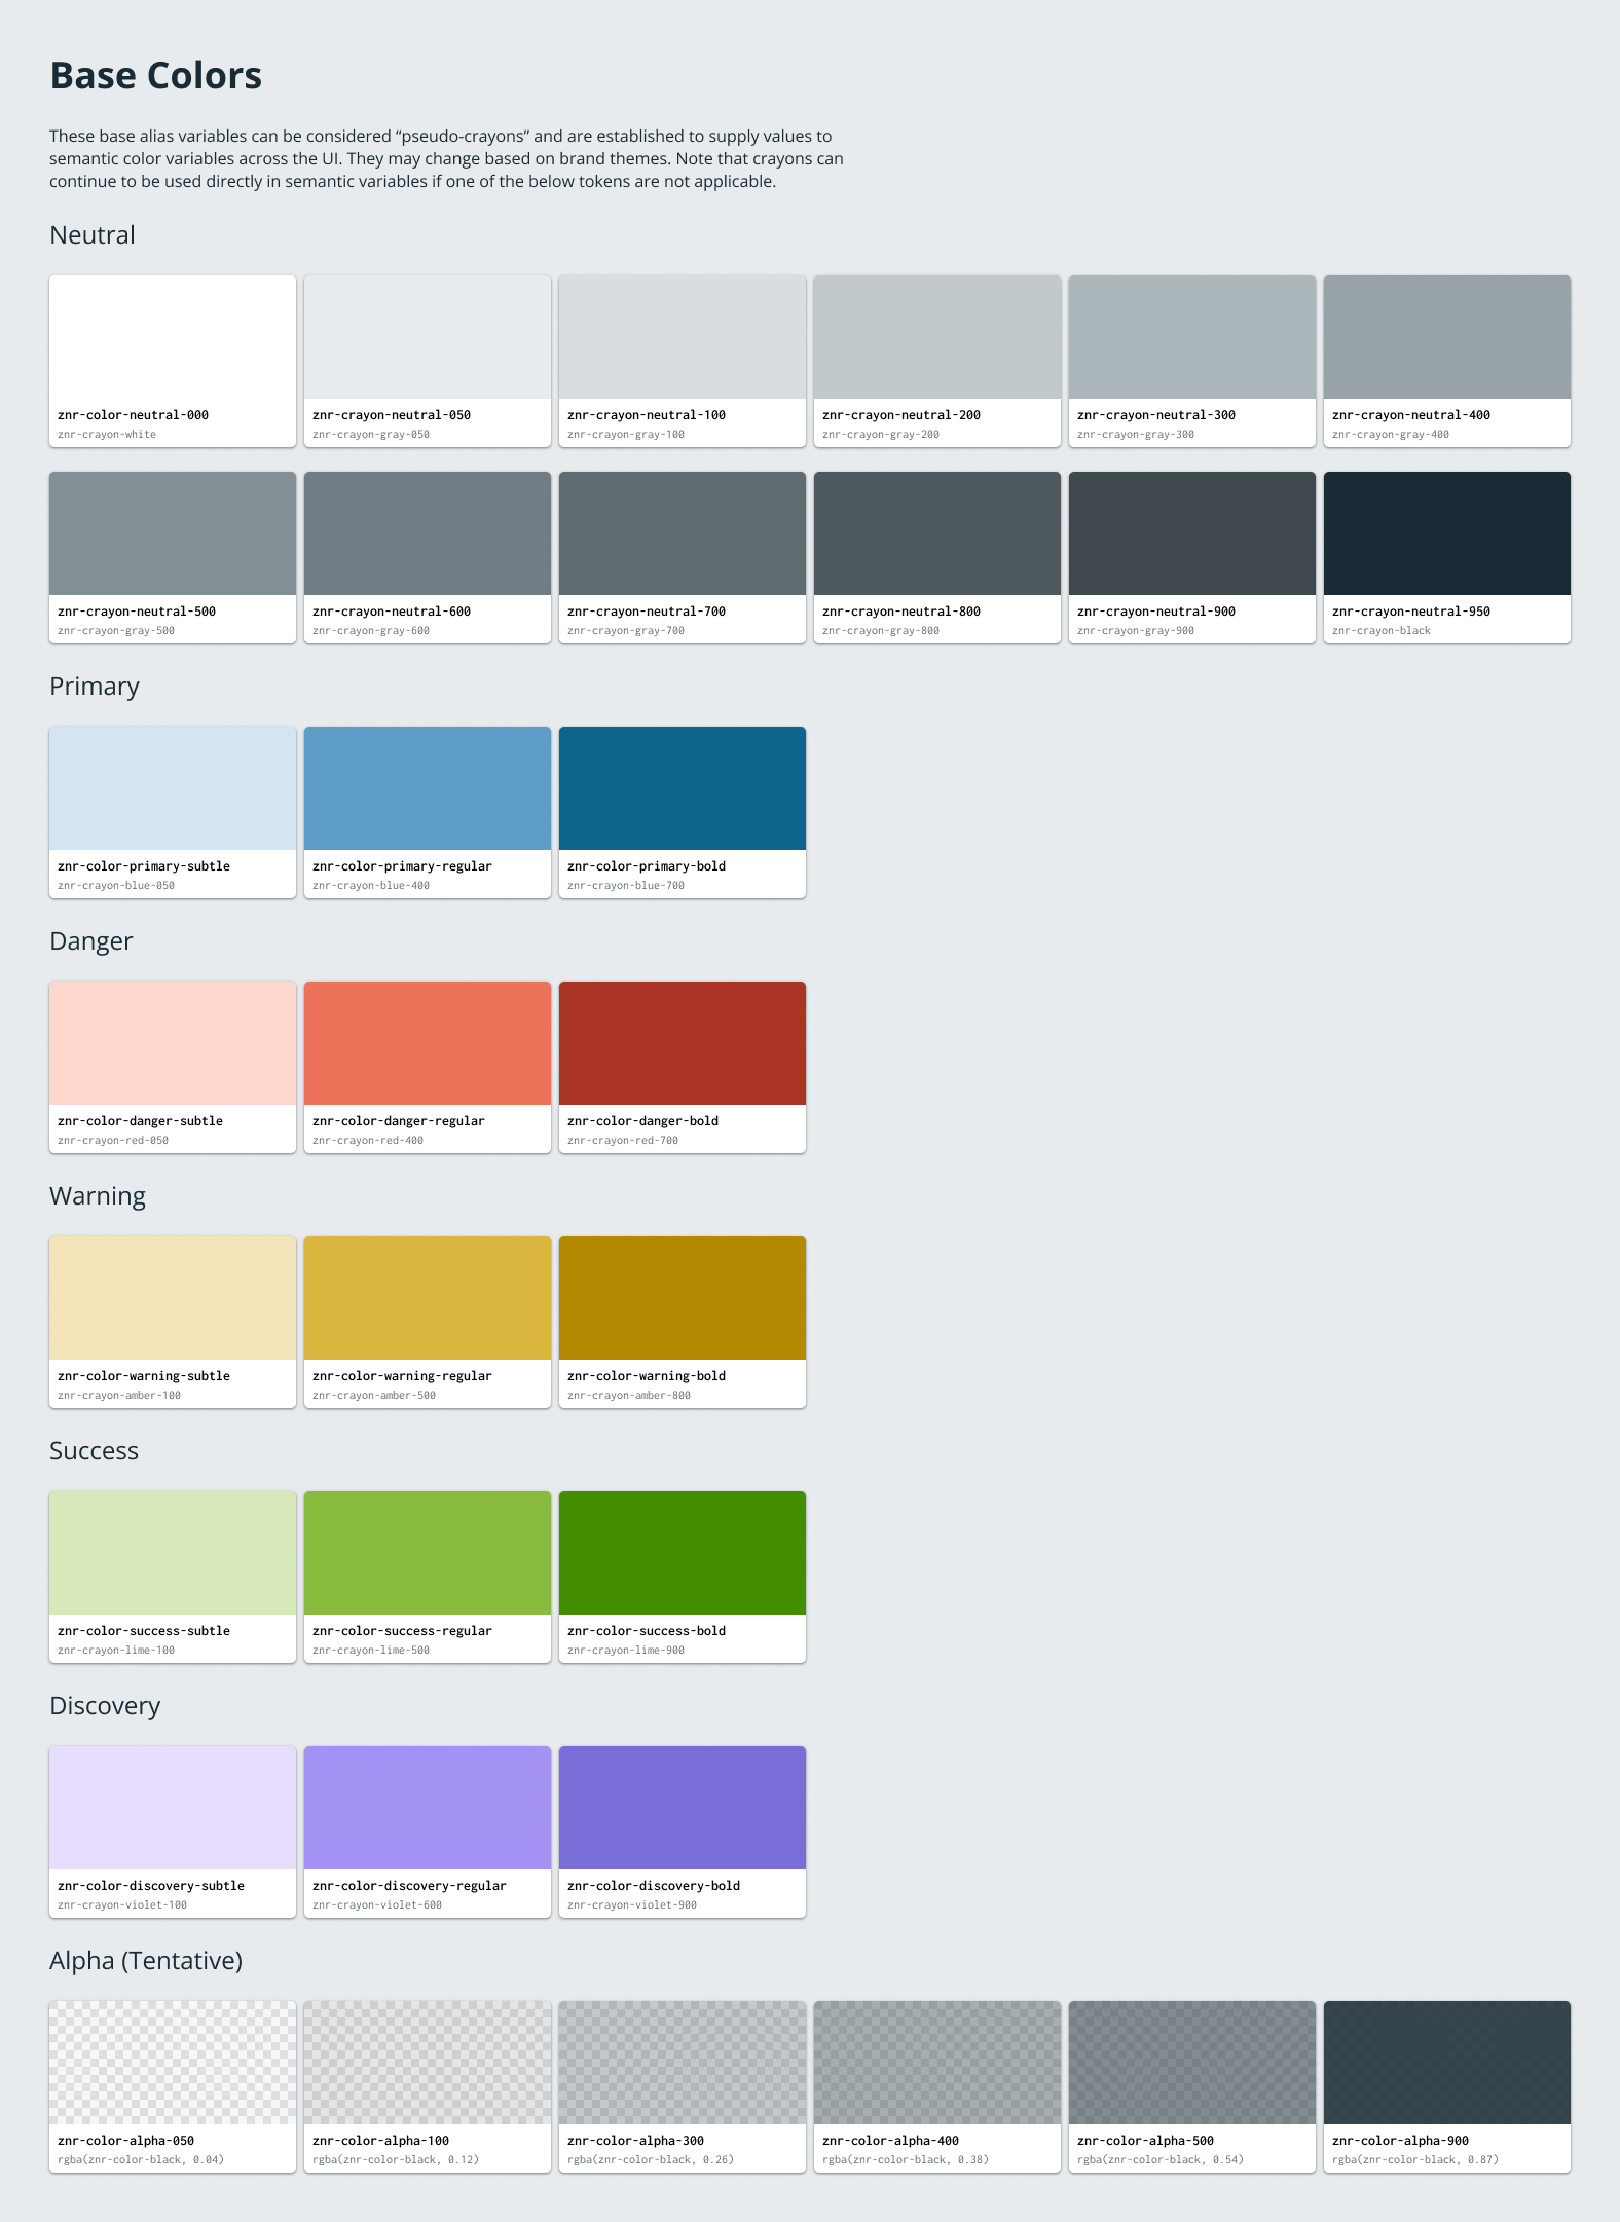 Base Colors
These base alias variables can be considered “pseudo-crayons” and are established to supply values to
semantic color variables across the UI. They may change based on brand themes. Note that crayons can
continue to be used directly in semantic variables if one of the below tokens are not applicable.
Neutral
znr-color-neutral-000
znr-crayon-white
znr-crayon-neutral-050
znr-crayon-gray-050
znr-crayon-neutral-100
znr-crayon-gray-100
znr-crayon-neutral-200
znr-crayon-gray-200
znr-crayon-neutral-300
znr-crayon-gray-300
znr-crayon-neutral-400
znr-crayon-gray-400
znr-crayon-neutral-500
znr-crayon-gray-500
znr-crayon-neutral-600
znr-crayon-gray-600
znr-crayon-neutral-700
znr-crayon-gray-700
znr-crayon-neutral-800
znr-crayon-gray-800
znr-crayon-neutral-900
znr-crayon-gray-900
znr-crayon-neutral-950
znr-crayon-black
Primary
znr-color-primary-subtle
znr-crayon-blue-050
znr-color-primary-regular
znr-crayon-blue-400
znr-color-primary-bold
znr-crayon-blue-700
Danger
znr-color-danger-subtle
znr-crayon-red-050
znr-color-danger-regular
znr-crayon-red-400
znr-color-danger-bold
znr-crayon-red-700
Warning
znr-color-warning-subtle
znr-crayon-amber-100
znr-color-warning-regular
znr-crayon-amber-500
znr-color-warning-bold
znr-crayon-amber-800
Success
znr-color-success-subtle
znr-crayon-lime-100
znr-color-success-regular
znr-crayon-lime-500
znr-color-success-bold
znr-crayon-lime-900
Discovery
znr-color-discovery-subtle
znr-crayon-violet-100
znr-color-discovery-regular
znr-crayon-violet-600
znr-color-discovery-bold
znr-crayon-violet-900
Alpha (Tentative)
znr-color-alpha-050
rgba(znr-color-black, 0.04)
znr-color-alpha-100
rgba(znr-color-black, 0.12)
znr-color-alpha-300
rgba(znr-color-black, 0.26)
znr-color-alpha-400
rgba(znr-color-black, 0.38)
znr-color-alpha-500
rgba(znr-color-black, 0.54)
znr-color-alpha-900
rgba(znr-color-black, 0.87)